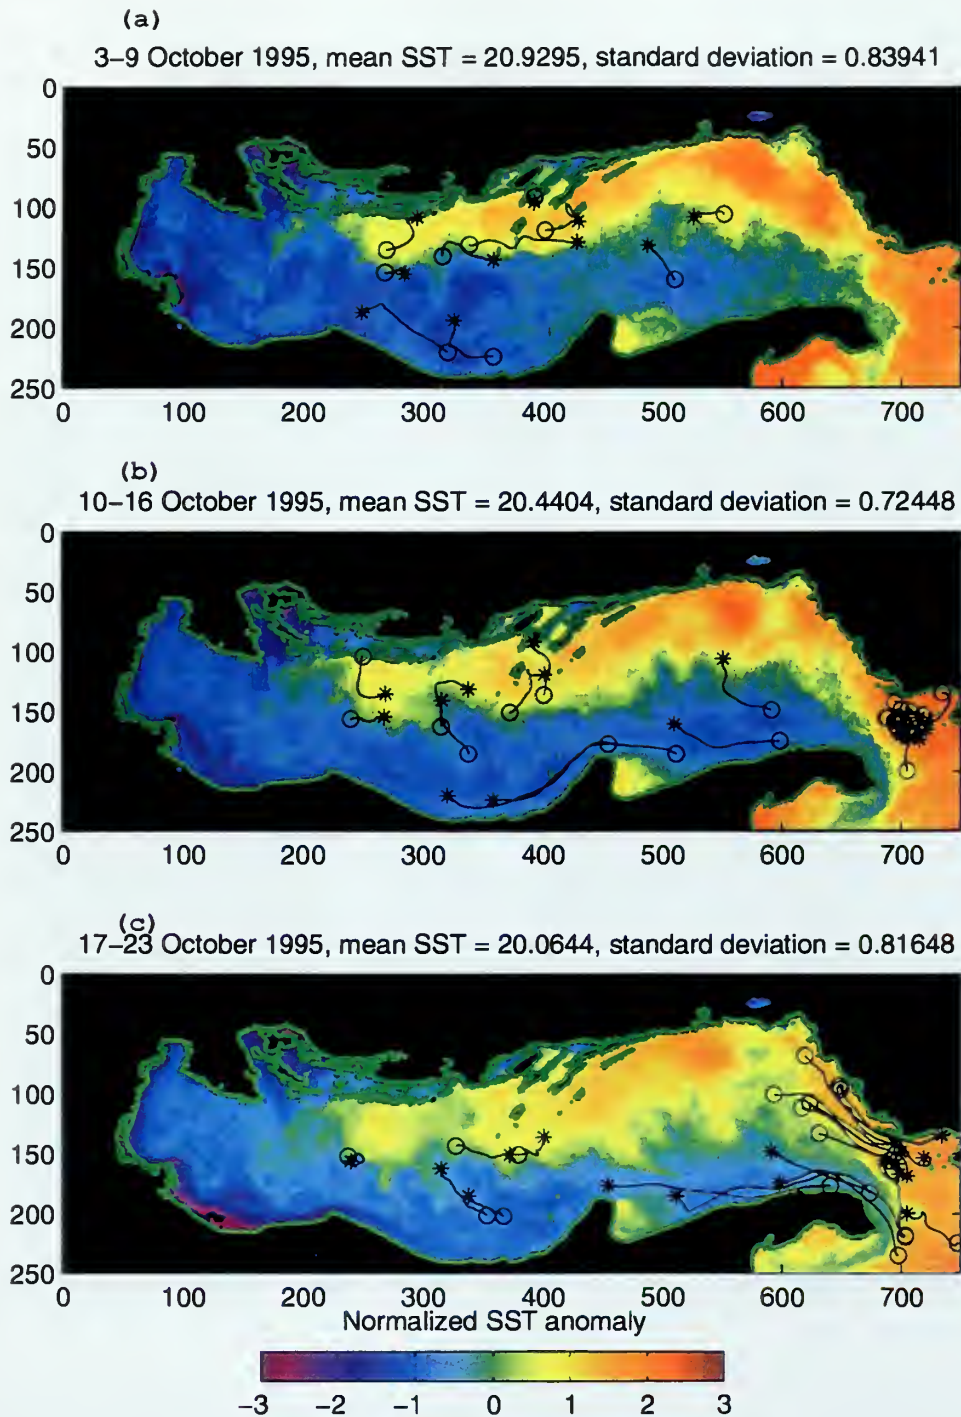 (a)
3–9 October 1995, mean SST = 20.9295, standard deviation = 0.83941
0
50
100
150
200
250
0 100 200 300 400 500 600 700
(b)
10–16 October 1995, mean SST = 20.4404, standard deviation = 0.72448
0
50
100
150
200
250
0 100 200 300 400 500 600 700
(c)
17–23 October 1995, mean SST = 20.0644, standard deviation = 0.81648
0
50
100
150
200
250
0 100 200 300 400 500 600 700
Normalized SST anomaly
−3 −2 −1 0 1 2 3